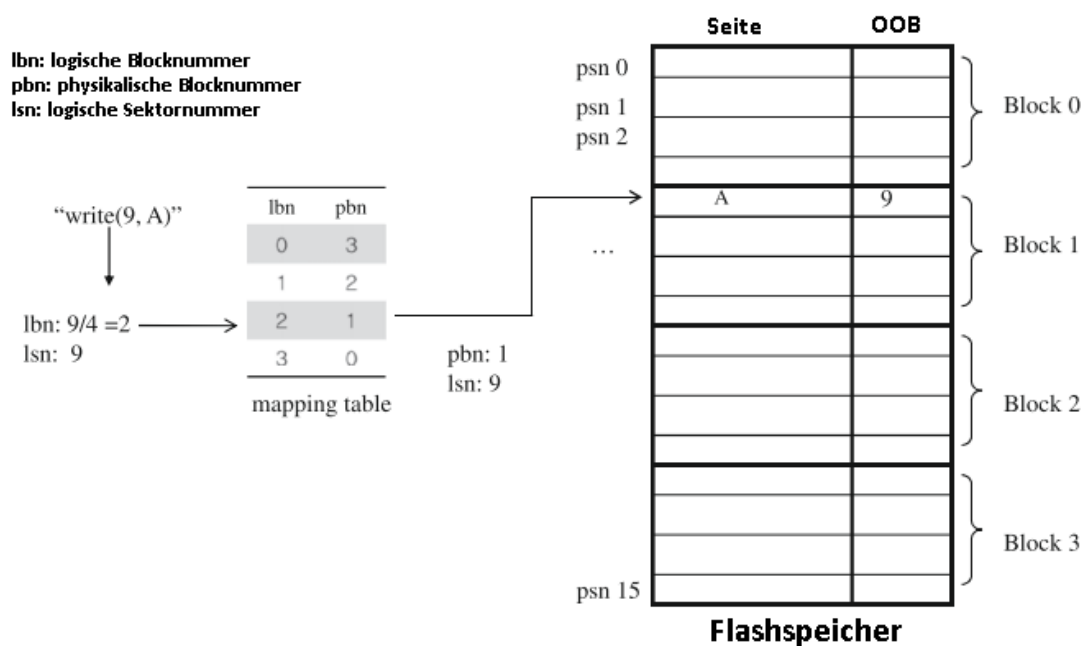 lbn: logische Blocknummer
pbn: physikalische Blocknummer
lsn: logische Sektornummer
“write(9, A)”
lbn: 9/4 =2
lsn: 9
lbn pbn
0 3
1 2
2 1
3 0
mapping table
pbn: 1
lsn: 9
Seite OOB
psn 0
psn 1
psn 2
Block 0
A 9
...
Block 1
Block 2
Block 3
psn 15
Flashspeicher